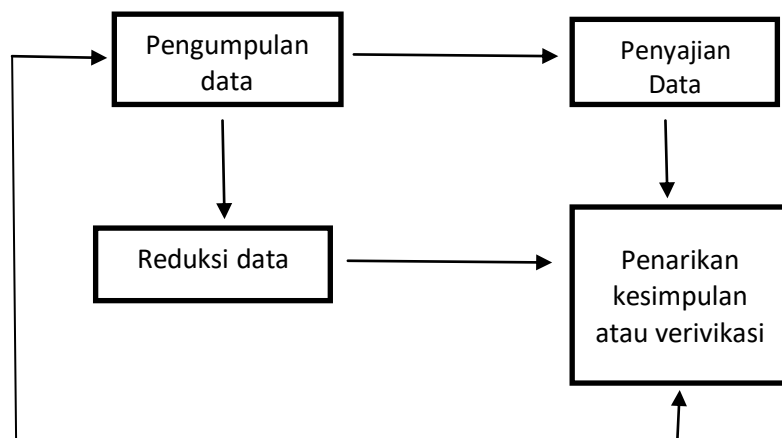 Pengumpulan
data
Penyajian
Data
Reduksi data
Penarikan
kesimpulan
atau verivikasi